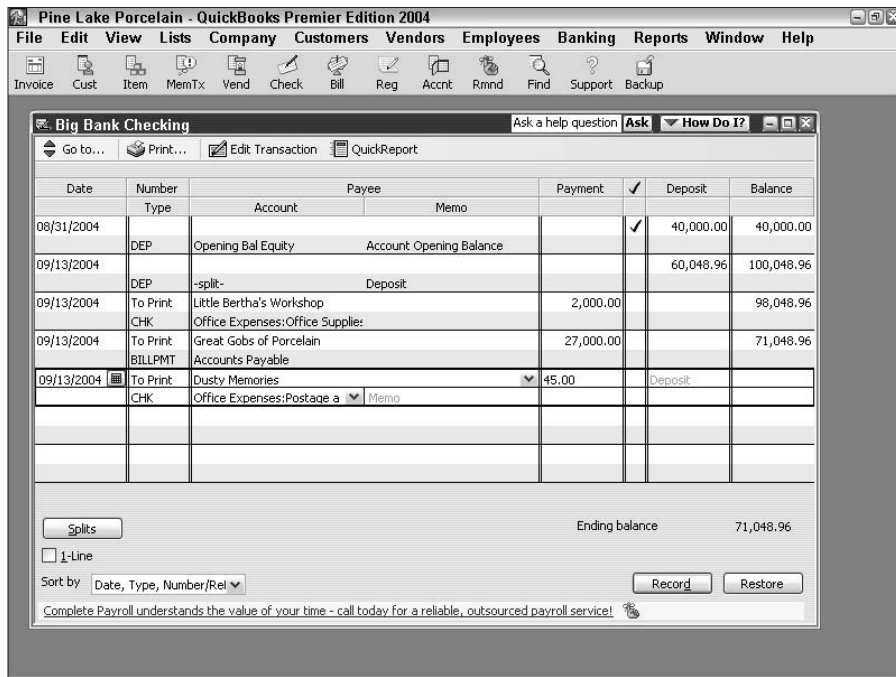 Pine Lake Porcelain - QuickBooks Premier Edition 2004
File Edit View Lists Company Customers Vendors Employees Banking Reports Window Help
Invoice Cust Item MemTx Vend Check Bill Reg Accnt Rmnd Find Support Backup
Big Bank Checking Ask a help question Ask How Do I?
Go to... Print... Edit Transaction QuickReport
Date Number Payee Payment ✓ Deposit Balance
Type Account Memo
08/31/2004 ✓ 40,000.00 40,000.00
DEP Opening Bal Equity Account Opening Balance
09/13/2004 60,048.96 100,048.96
DEP -split- Deposit
09/13/2004 To Print Little Bertha's Workshop 2,000.00 98,048.96
CHK Office Expenses:Office Supplies
09/13/2004 To Print Great Gobs of Porcelain 27,000.00 71,048.96
BILLPMT Accounts Payable
09/13/2004 To Print Dusty Memories 45.00 Deposit
CHK Office Expenses:Postage a Memo
Splits Ending balance 71,048.96
1-Line
Sort by Date, Type, Number/Rel Record Restore
Complete Payroll understands the value of your time - call today for a reliable, outsourced payroll service!